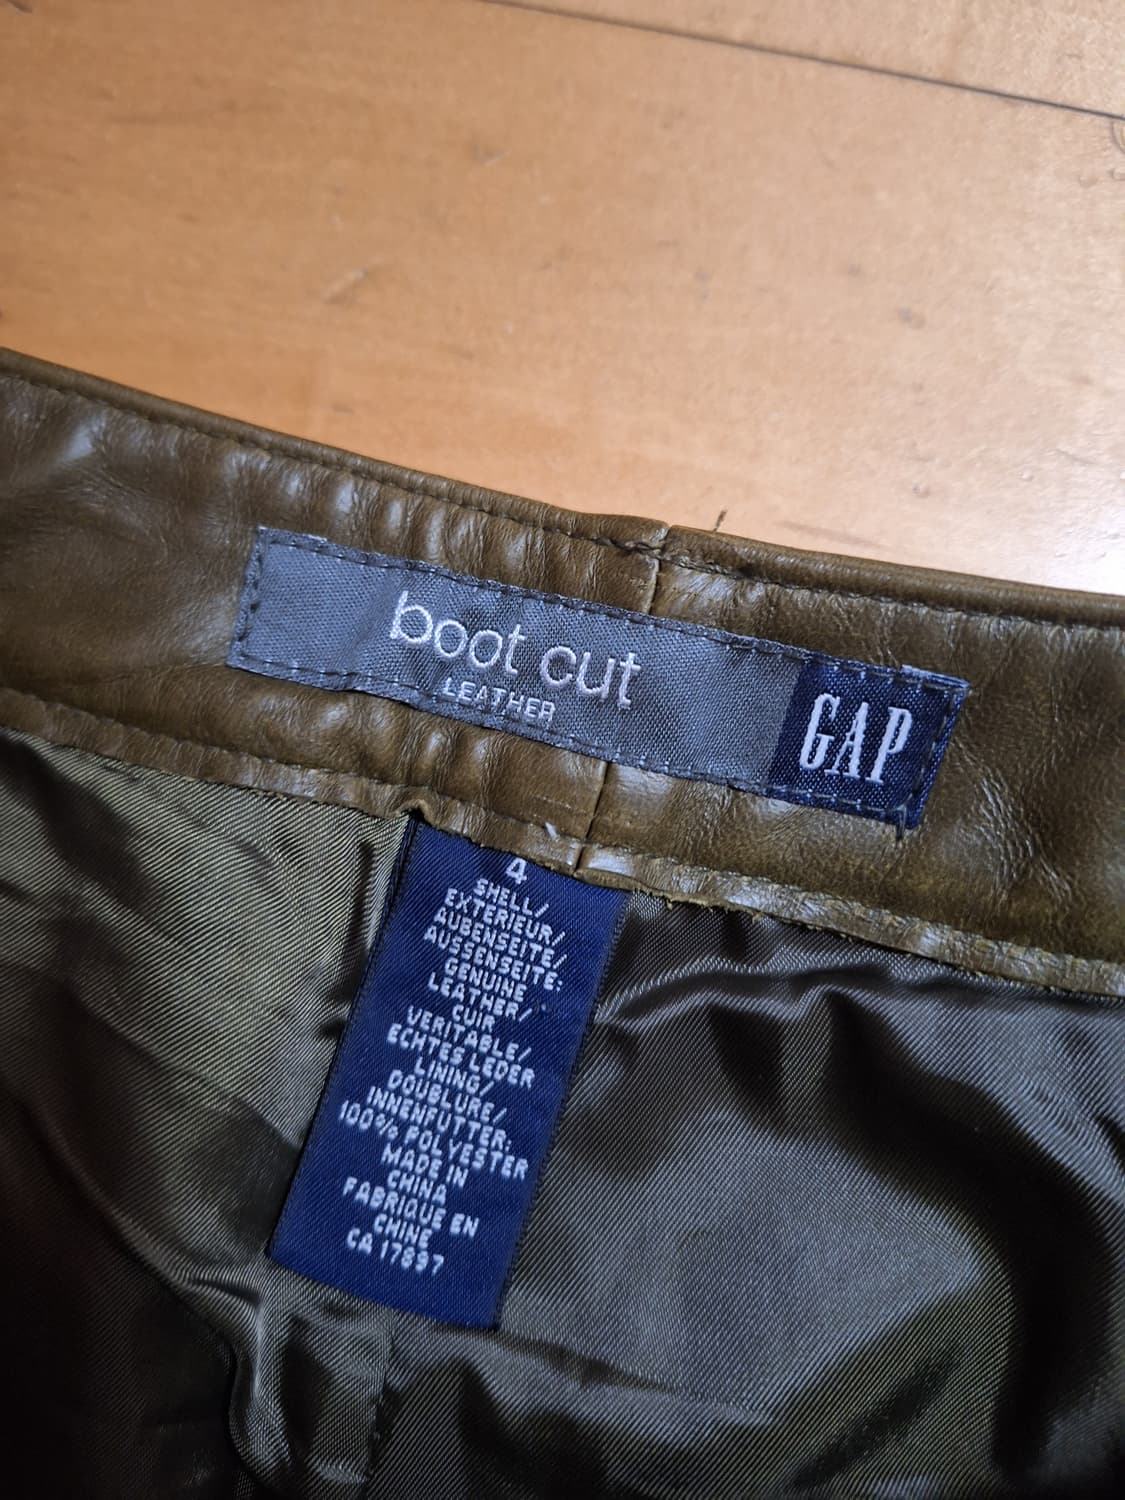 boot cut
LEATHER
GAP
4
SHELL/
EXTERIEUR/
AUBENSEITE/
AUSSENSEITE:
GENUINE
LEATHER/
CUIR
VERITABLE/
ECHTES LEDER
LINING/
DOUBLURE/
INNENFUTTER:
100% POLYESTER
MADE IN
CHINA
FABRIQUE EN
CHINE
CA 17897